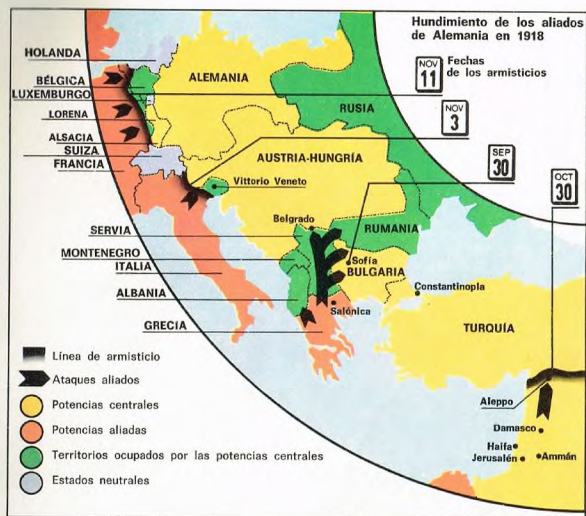 Hundimiento de los aliados
de Alemania en 1918
NOV
11
Fechas
de los armisticios
NOV
3
SEP
30
OCT
30
HOLANDA
BÉLGICA
LUXEMBURGO
LORENA
ALSACIA
SUIZA
FRANCIA
ALEMANIA
RUSIA
AUSTRIA-HUNGRÍA
Vittorio Veneto
Belgrado
RUMANIA
SERVIA
MONTENEGRO
ITALIA
ALBANIA
GRECIA
Sofía
BULGARIA
Constantinopla
Salónica
TURQUÍA
Aleppo
Damasco
Haifa
Jerusalén
Ammán
Línea de armisticio
Ataques aliados
Potencias centrales
Potencias aliadas
Territorios ocupados por las potencias centrales
Estados neutrales